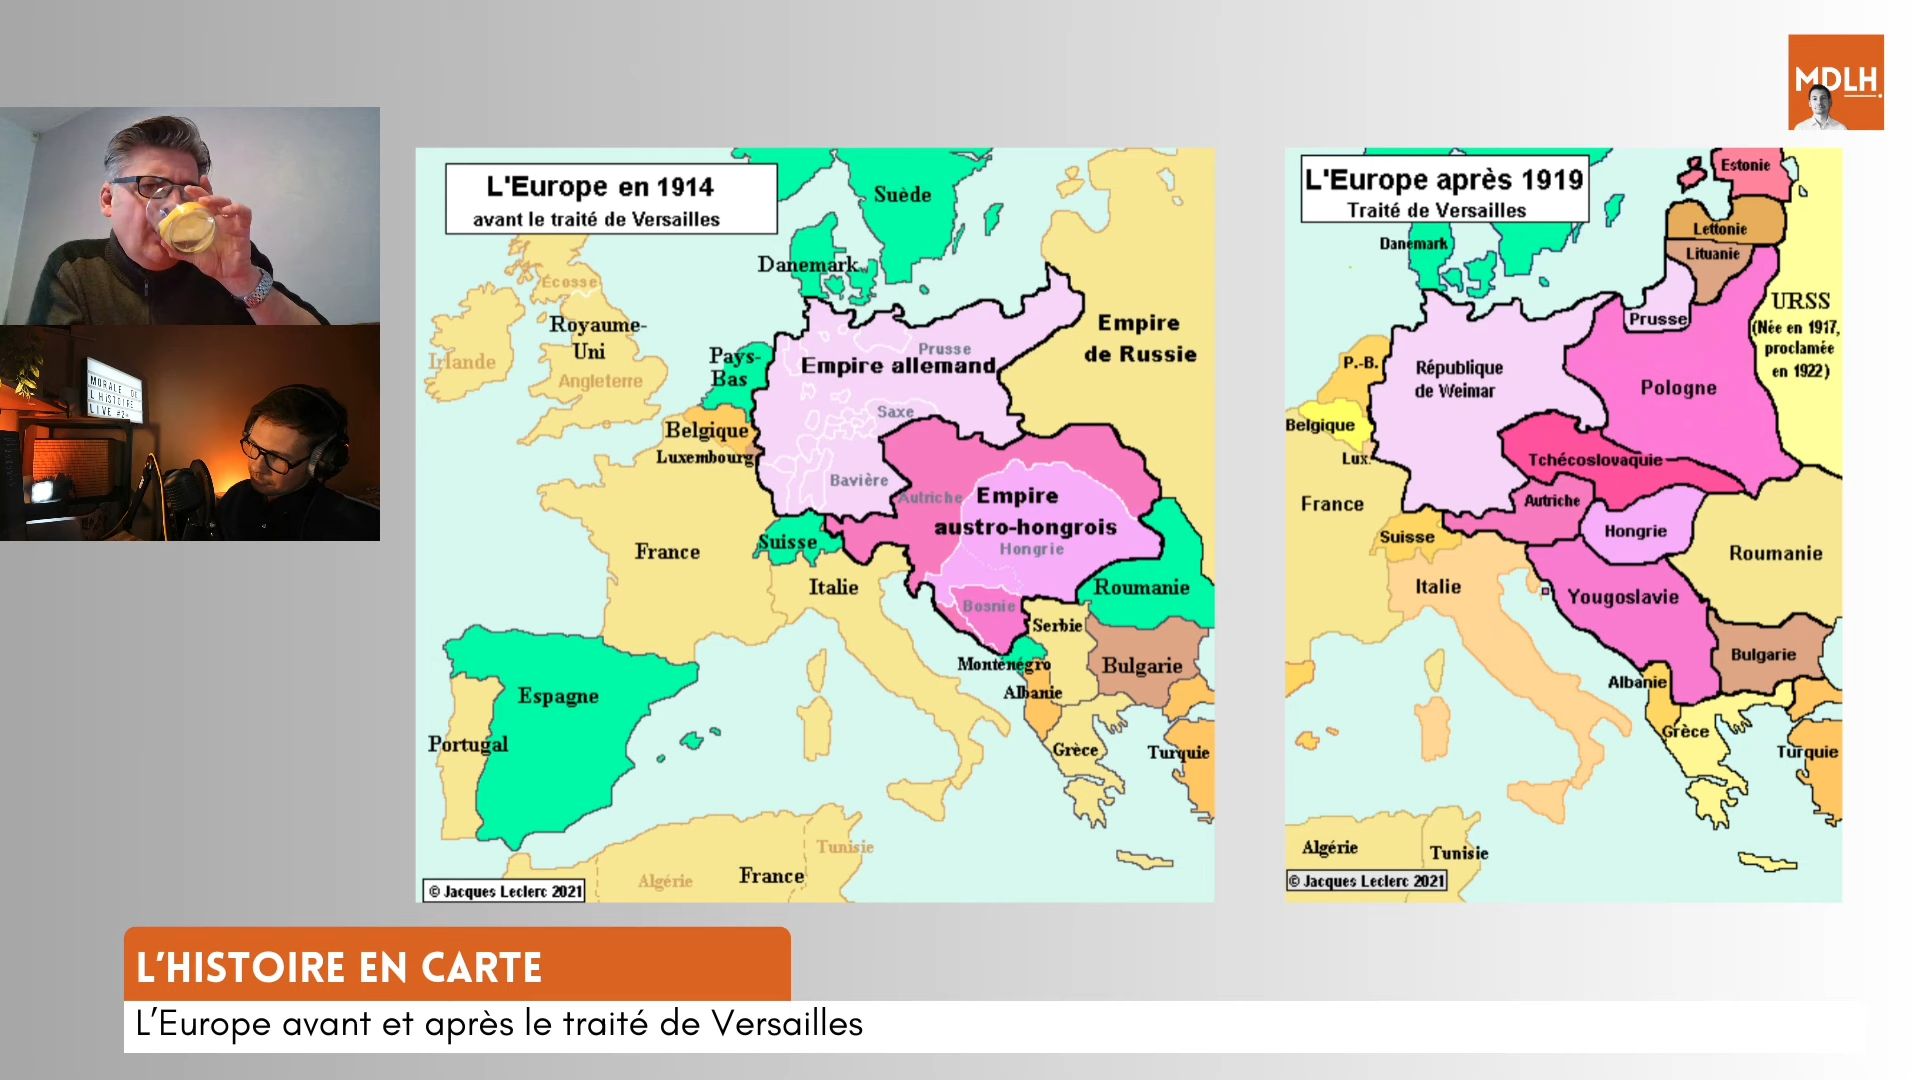 MDLH.
MORALE DE
L'HISTOIRE
L'Europe en 1914
avant le traité de Versailles
Suède
Danemark
Écosse
Royaume-
Uni
Irlande
Angleterre
Pays-
Bas
Belgique
Luxembourg
Prusse
Empire allemand
Saxe
Bavière
Empire
de Russie
Autriche
Empire
austro-hongrois
Hongrie
Bosnie
France
Suisse
Italie
Roumanie
Serbie
Monténégro
Bulgarie
Albanie
Grèce
Turquie
Espagne
Portugal
Algérie
France
Tunisie
© Jacques Leclerc 2021
L'Europe après 1919
Traité de Versailles
Estonie
Lettonie
Lituanie
Danemark
URSS
(Née en 1917,
proclamée
en 1922)
Prusse
P.-B.
République
de Weimar
Pologne
Belgique
Lux.
Tchécoslovaquie
France
Autriche
Suisse
Hongrie
Roumanie
Italie
Yougoslavie
Bulgarie
Albanie
Grèce
Turquie
Algérie
Tunisie
© Jacques Leclerc 2021
L'HISTOIRE EN CARTE
L'Europe avant et après le traité de Versailles